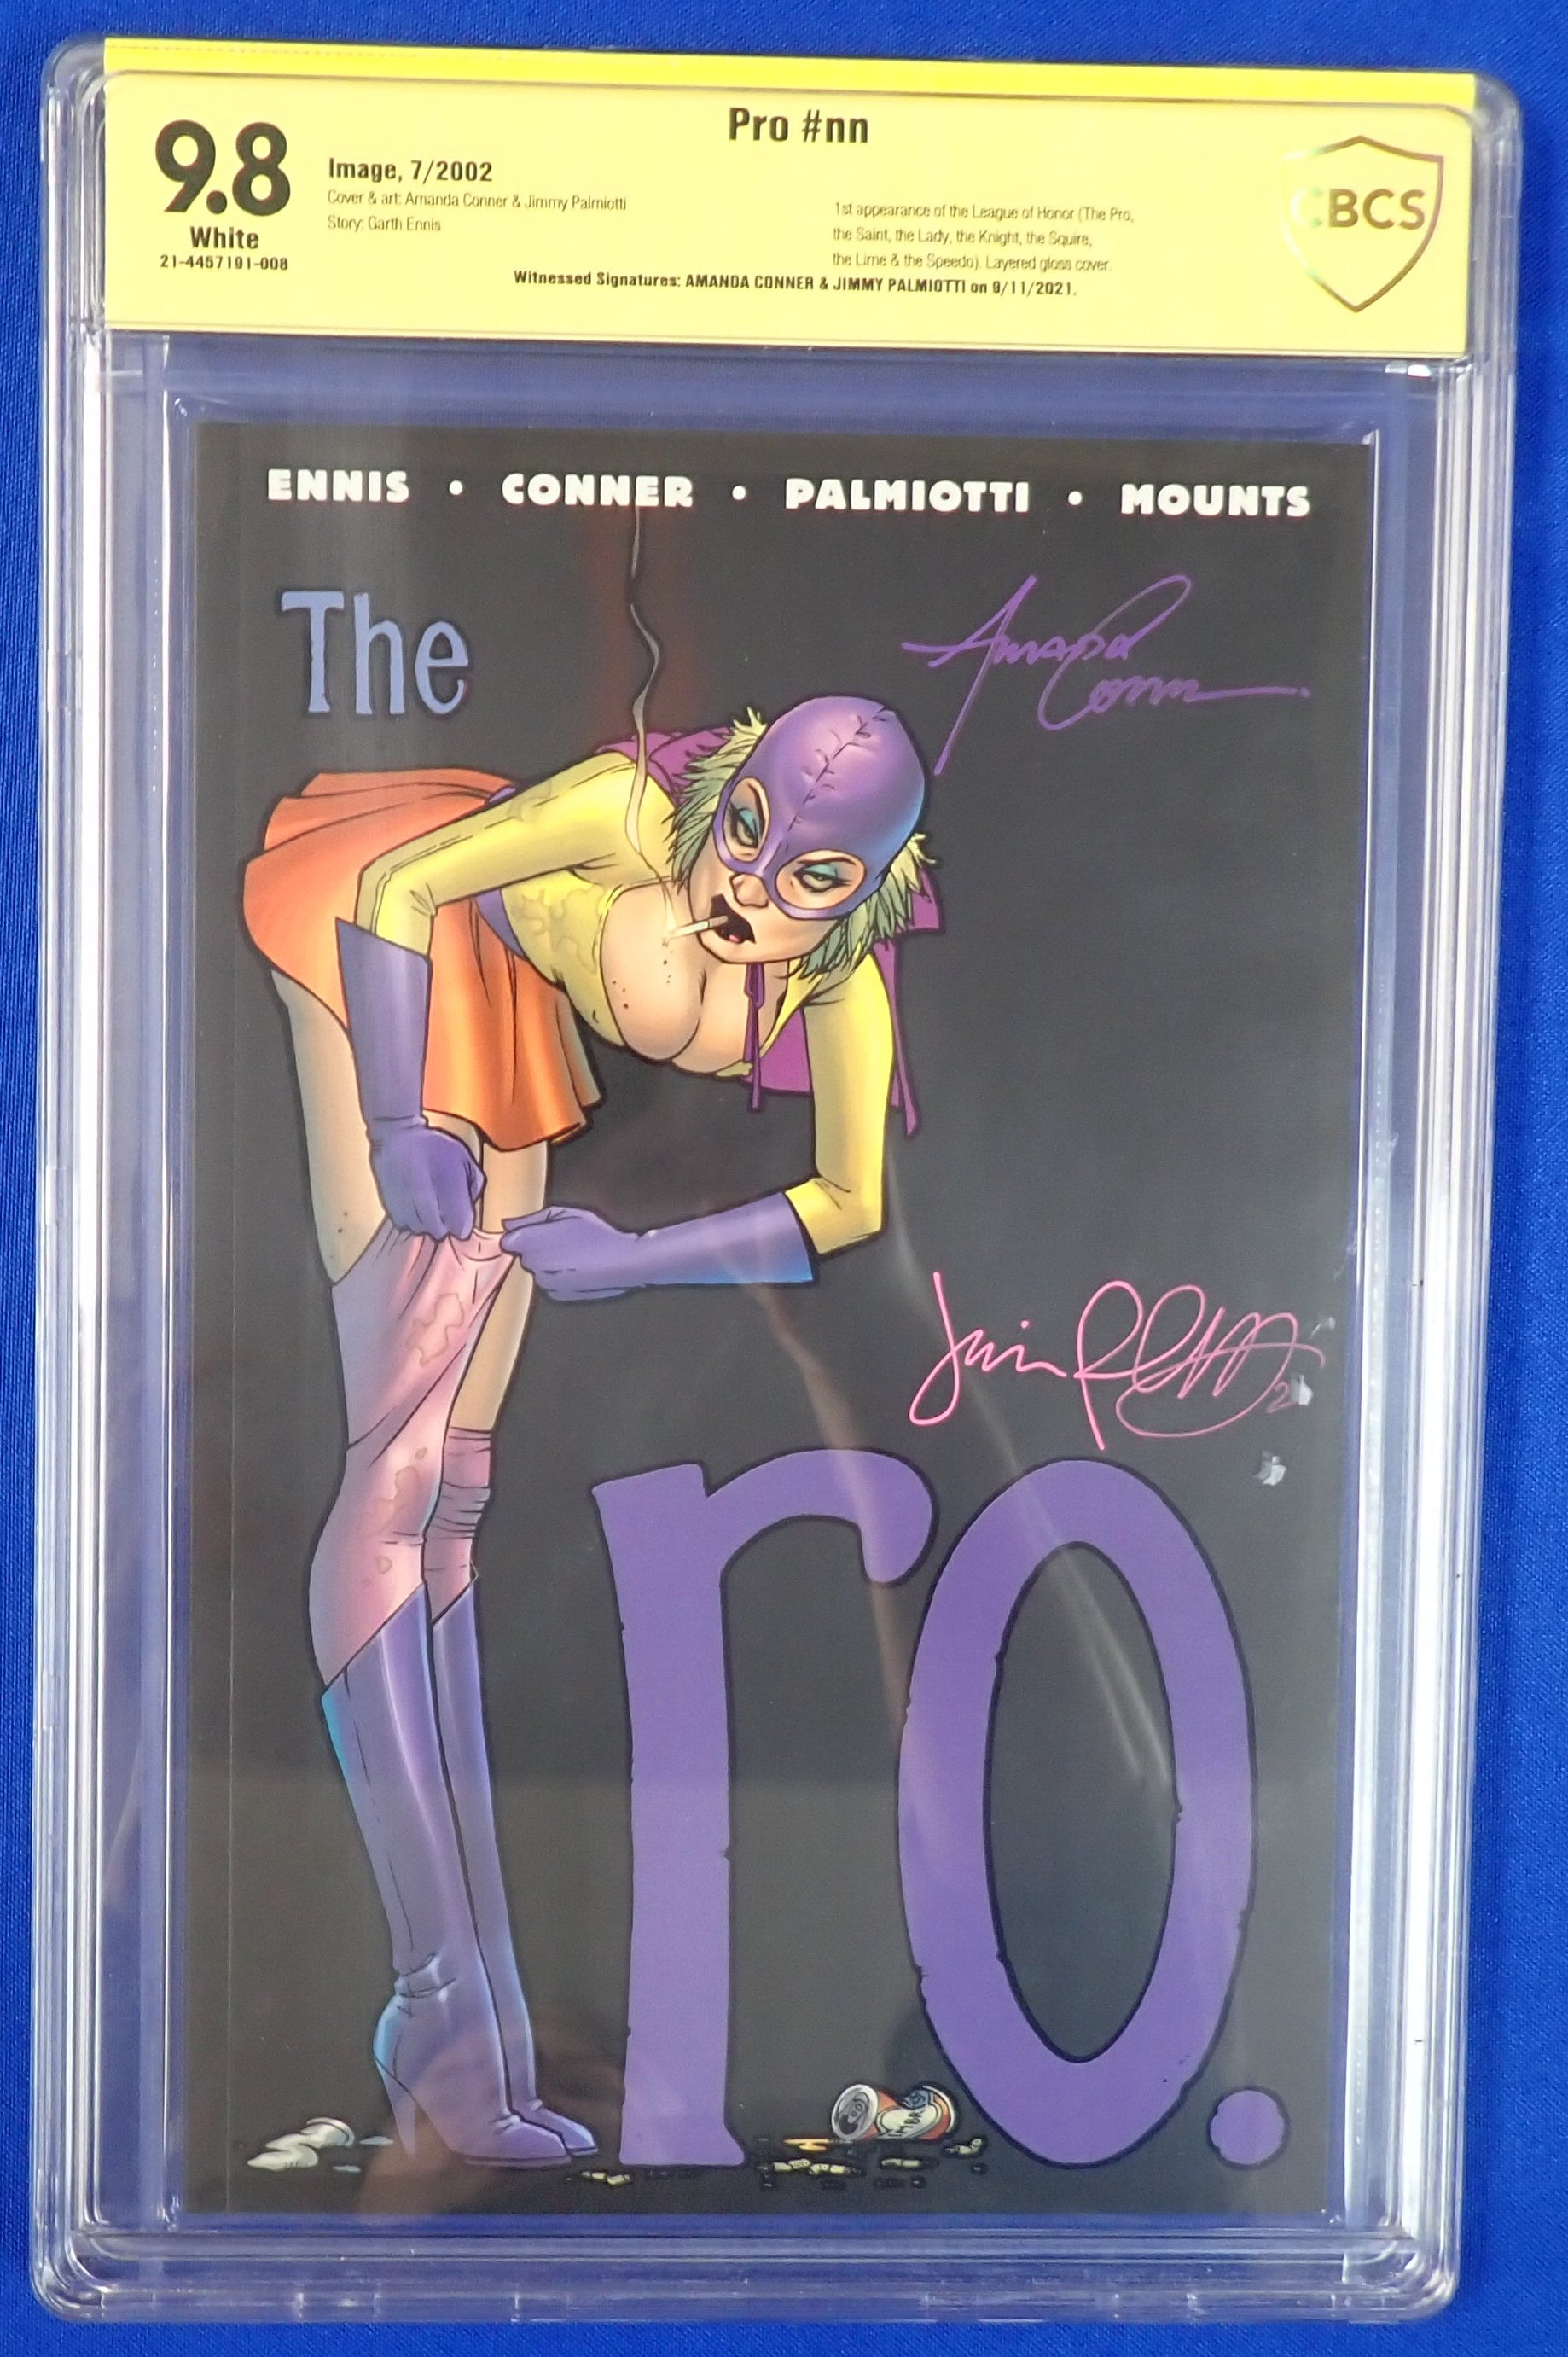 Pro #nn
9.8
White
21-4457191-008
Image, 7/2002
Cover & art: Amanda Conner & Jimmy Palmiotti
Story: Garth Ennis
1st appearance of the League of Honor (The Pro,
the Saint, the Lady, the Knight, the Squire,
the Lime & the Speedo). Layered gloss cover.
Witnessed Signatures: AMANDA CONNER & JIMMY PALMIOTTI on 9/11/2021.
CBCS
ENNIS • CONNER • PALMIOTTI • MOUNTS
The
Amanda
Conner
ro.